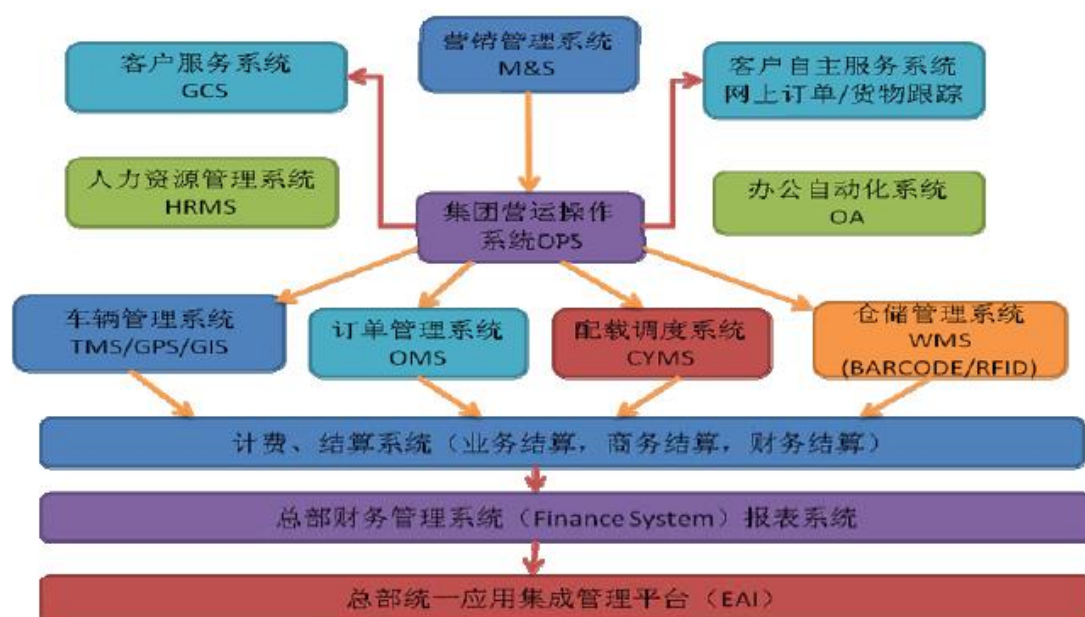 营销管理系统
M&S
客户服务系统
GCS
客户自主服务系统
网上订单/货物跟踪
人力资源管理系统
HRMS
办公自动化系统
OA
集团营运操作
系统OPS
车辆管理系统
TMS/GPS/GIS
订单管理系统
OMS
配载调度系统
CYMS
仓储管理系统
WMS
(BARCODE/RFID)
计费、结算系统（业务结算，商务结算，财务结算）
总部财务管理系统（Finance System）报表系统
总部统一应用集成管理平台（EAI）